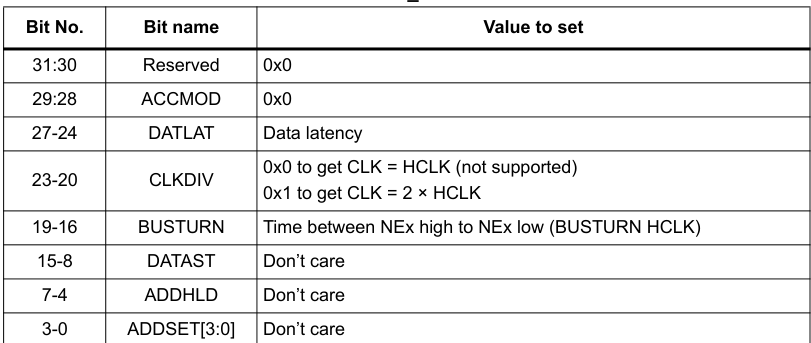 Bit No. Bit name Value to set
31:30 Reserved 0x0
29:28 ACCMOD 0x0
27-24 DATLAT Data latency
23-20 CLKDIV 0x0 to get CLK = HCLK (not supported)
0x1 to get CLK = 2 × HCLK
19-16 BUSTURN Time between NEx high to NEx low (BUSTURN HCLK)
15-8 DATAST Don’t care
7-4 ADDHLD Don’t care
3-0 ADDSET[3:0] Don’t care